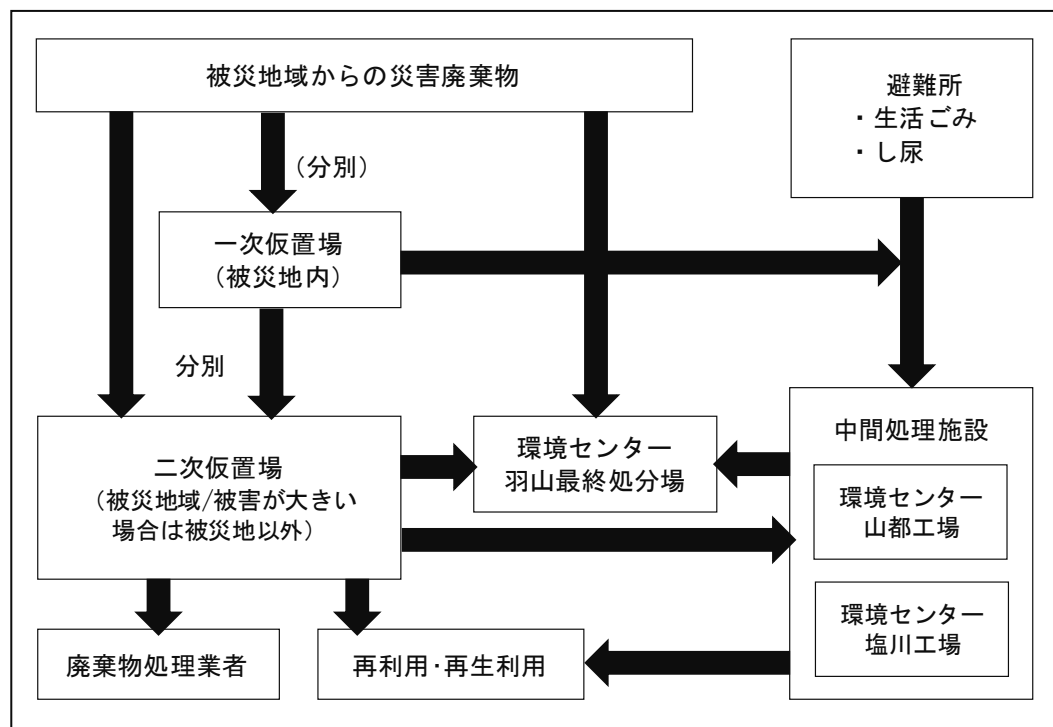 被災地域からの災害廃棄物
避難所
・生活ごみ
・し尿
（分別）
一次仮置場
（被災地内）
分別
二次仮置場
（被災地域/被害が大きい
場合は被災地以外）
環境センター
羽山最終処分場
中間処理施設
環境センター
山都工場
環境センター
塩川工場
廃棄物処理業者
再利用・再生利用